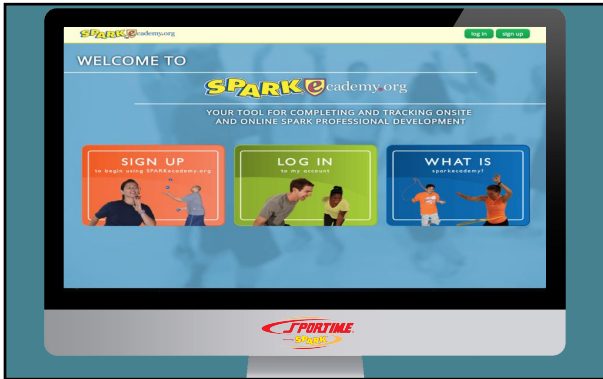 SPARKecademy.org
log in sign up
WELCOME TO
SPARKecademy.org
YOUR TOOL FOR COMPLETING AND TRACKING ONSITE
AND ONLINE SPARK PROFESSIONAL DEVELOPMENT
SIGN UP
to begin using SPARKecademy.org
LOG IN
to my account
WHAT IS
sparkecademy?
SPORTIME
SPARK